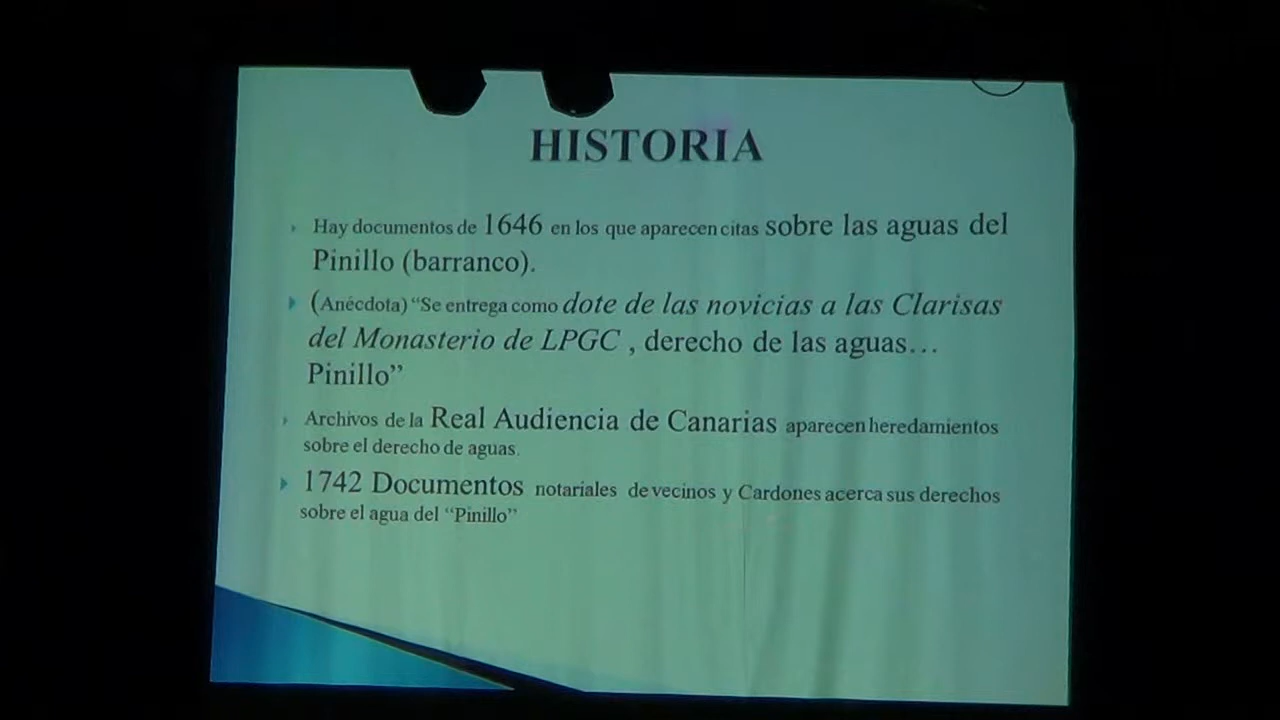 HISTORIA
Hay documentos de 1646 en los que aparecen citas sobre las aguas del
Pinillo (barranco).
(Anécdota) “Se entrega como dote de las novicias a las Clarisas
del Monasterio de LPGC , derecho de las aguas…
Pinillo”
Archivos de la Real Audiencia de Canarias aparecen heredamientos
sobre el derecho de aguas.
1742 Documentos notariales de vecinos y Cardones acerca sus derechos
sobre el agua del “Pinillo”